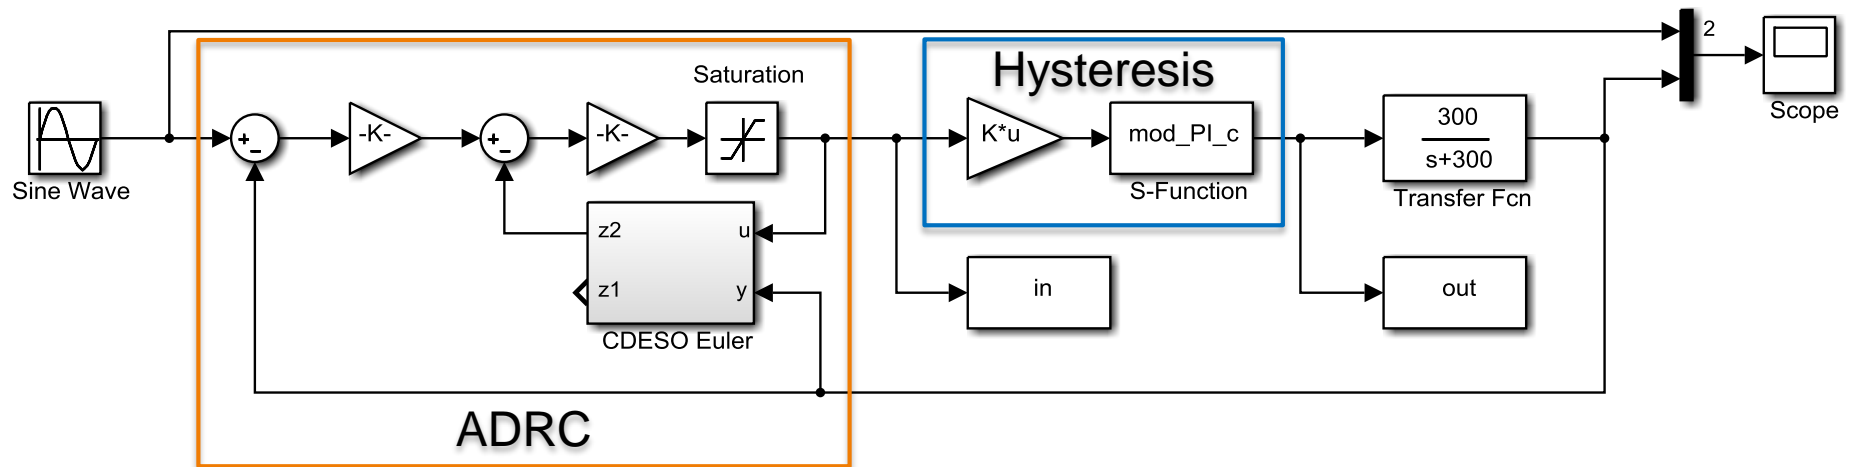 2
Hysteresis
Saturation
Scope
+
−
-K-
+
−
-K-
K*u
mod_PI_c
300
s+300
Sine Wave
S-Function
Transfer Fcn
z2
u
z1
y
in
out
CDESO Euler
ADRC